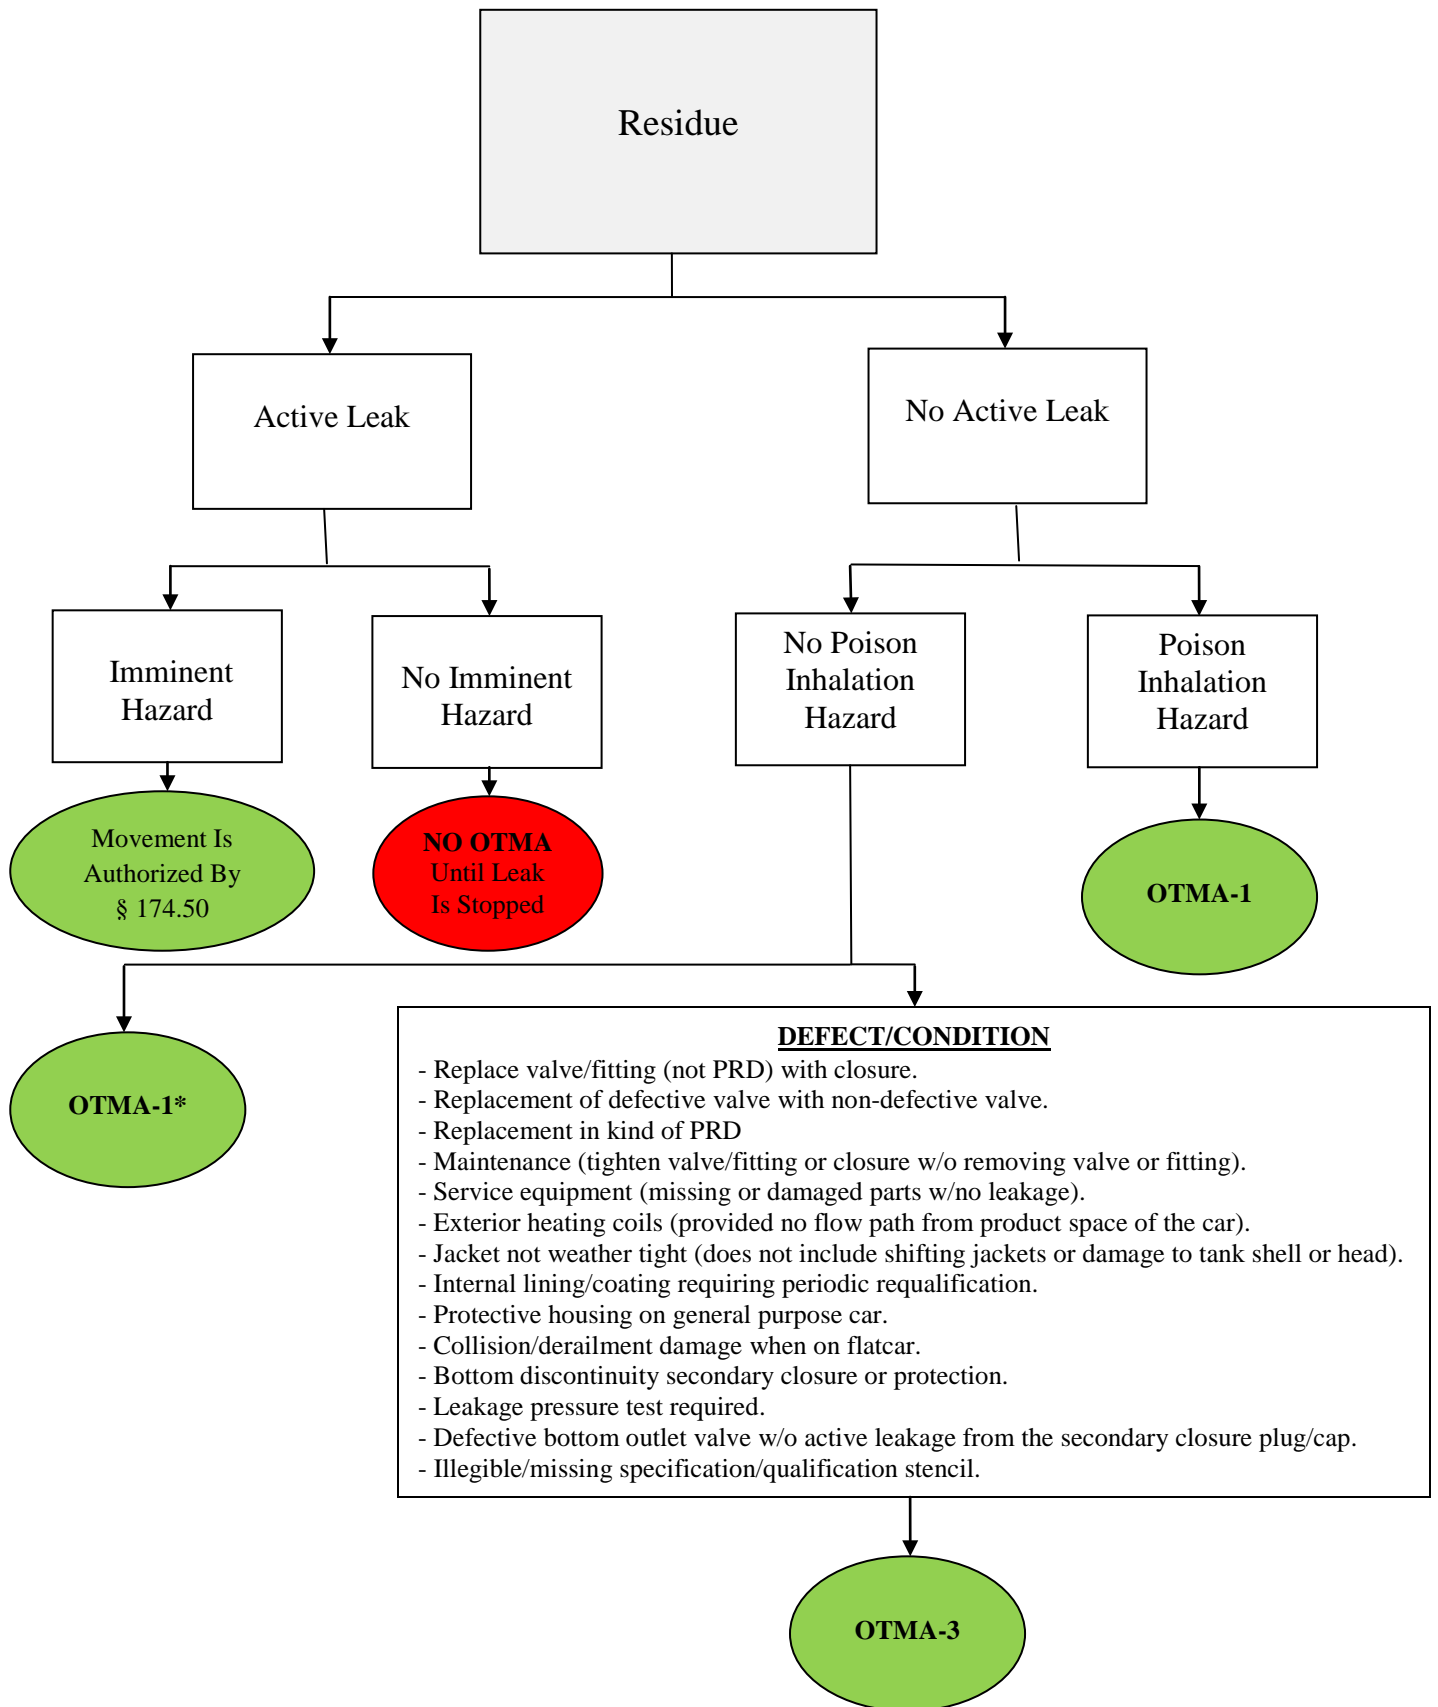 Residue
Active Leak
No Active Leak
Imminent
Hazard
No Imminent
Hazard
No Poison
Inhalation
Hazard
Poison
Inhalation
Hazard
Movement Is
Authorized By
§ 174.50
NO OTMA
Until Leak
Is Stopped
OTMA-1
OTMA-1*
DEFECT/CONDITION
- Replace valve/fitting (not PRD) with closure.
- Replacement of defective valve with non-defective valve.
- Replacement in kind of PRD
- Maintenance (tighten valve/fitting or closure w/o removing valve or fitting).
- Service equipment (missing or damaged parts w/no leakage).
- Exterior heating coils (provided no flow path from product space of the car).
- Jacket not weather tight (does not include shifting jackets or damage to tank shell or head).
- Internal lining/coating requiring periodic requalification.
- Protective housing on general purpose car.
- Collision/derailment damage when on flatcar.
- Bottom discontinuity secondary closure or protection.
- Leakage pressure test required.
- Defective bottom outlet valve w/o active leakage from the secondary closure plug/cap.
- Illegible/missing specification/qualification stencil.
OTMA-3